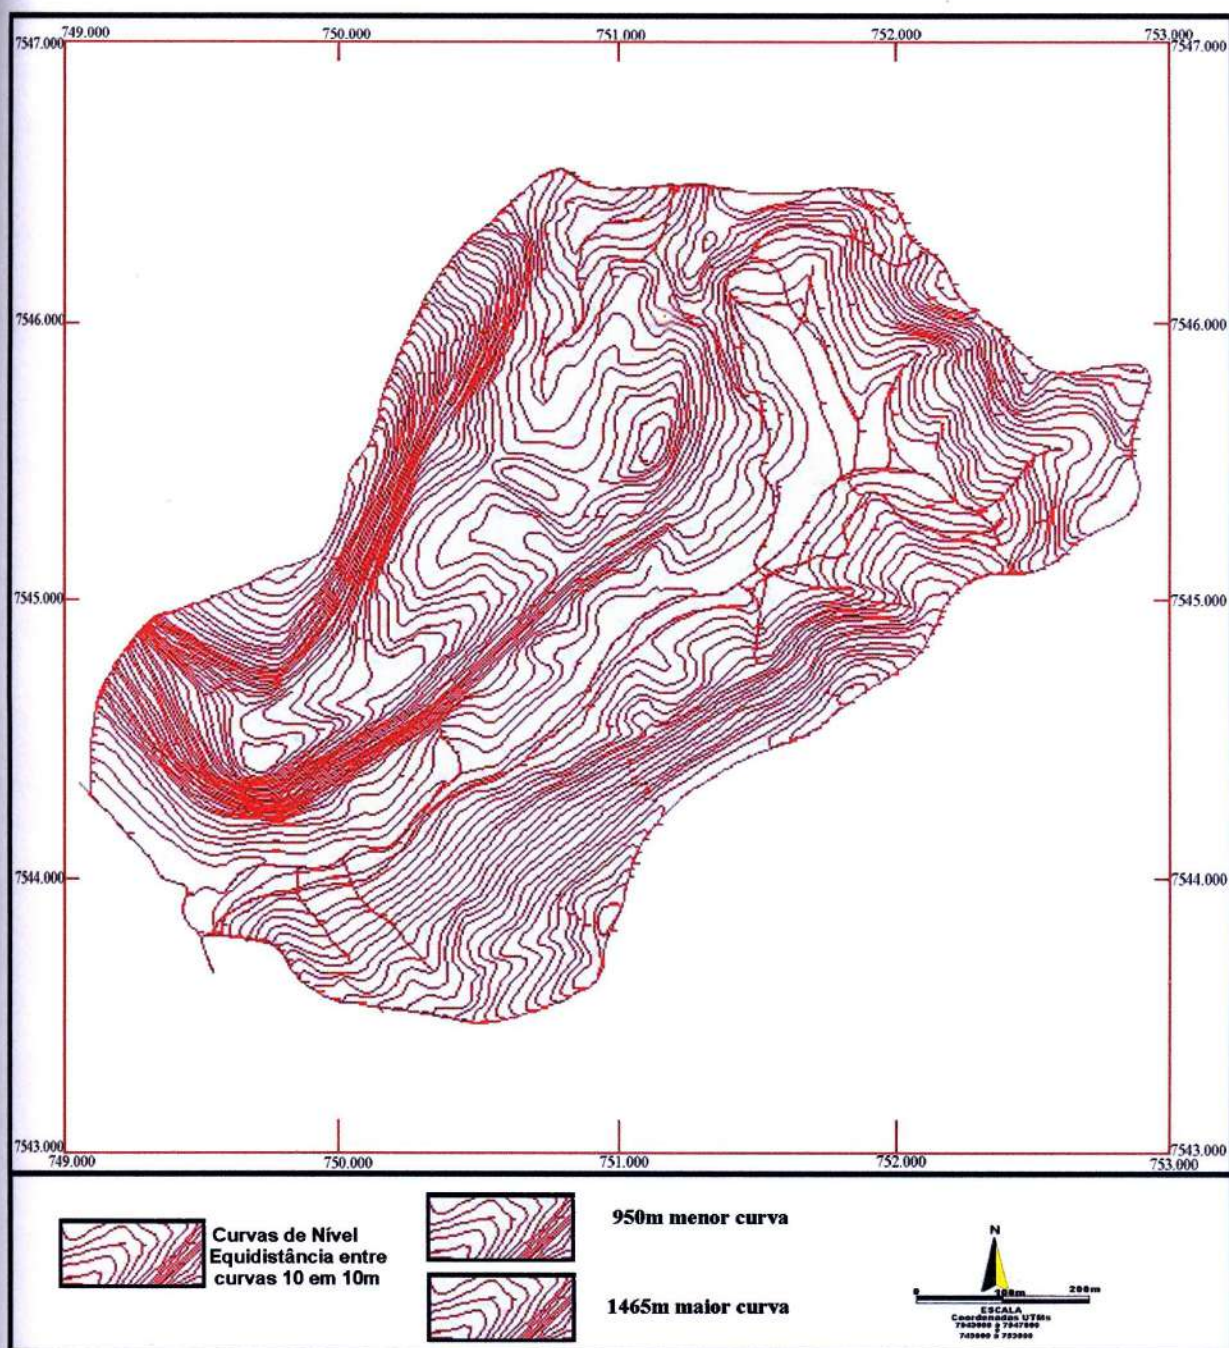 749.000 750.000 751.000 752.000 753.000
7547.000 7547.000
7546.000 7546.000
7545.000 7545.000
7544.000 7544.000
7543.000 7543.000
749.000 750.000 751.000 752.000 753.000
Curvas de Nível
Equidistância entre
curvas 10 em 10m
950m menor curva
1465m maior curva
N
0 100m 200m
ESCALA
Coordenadas UTMs